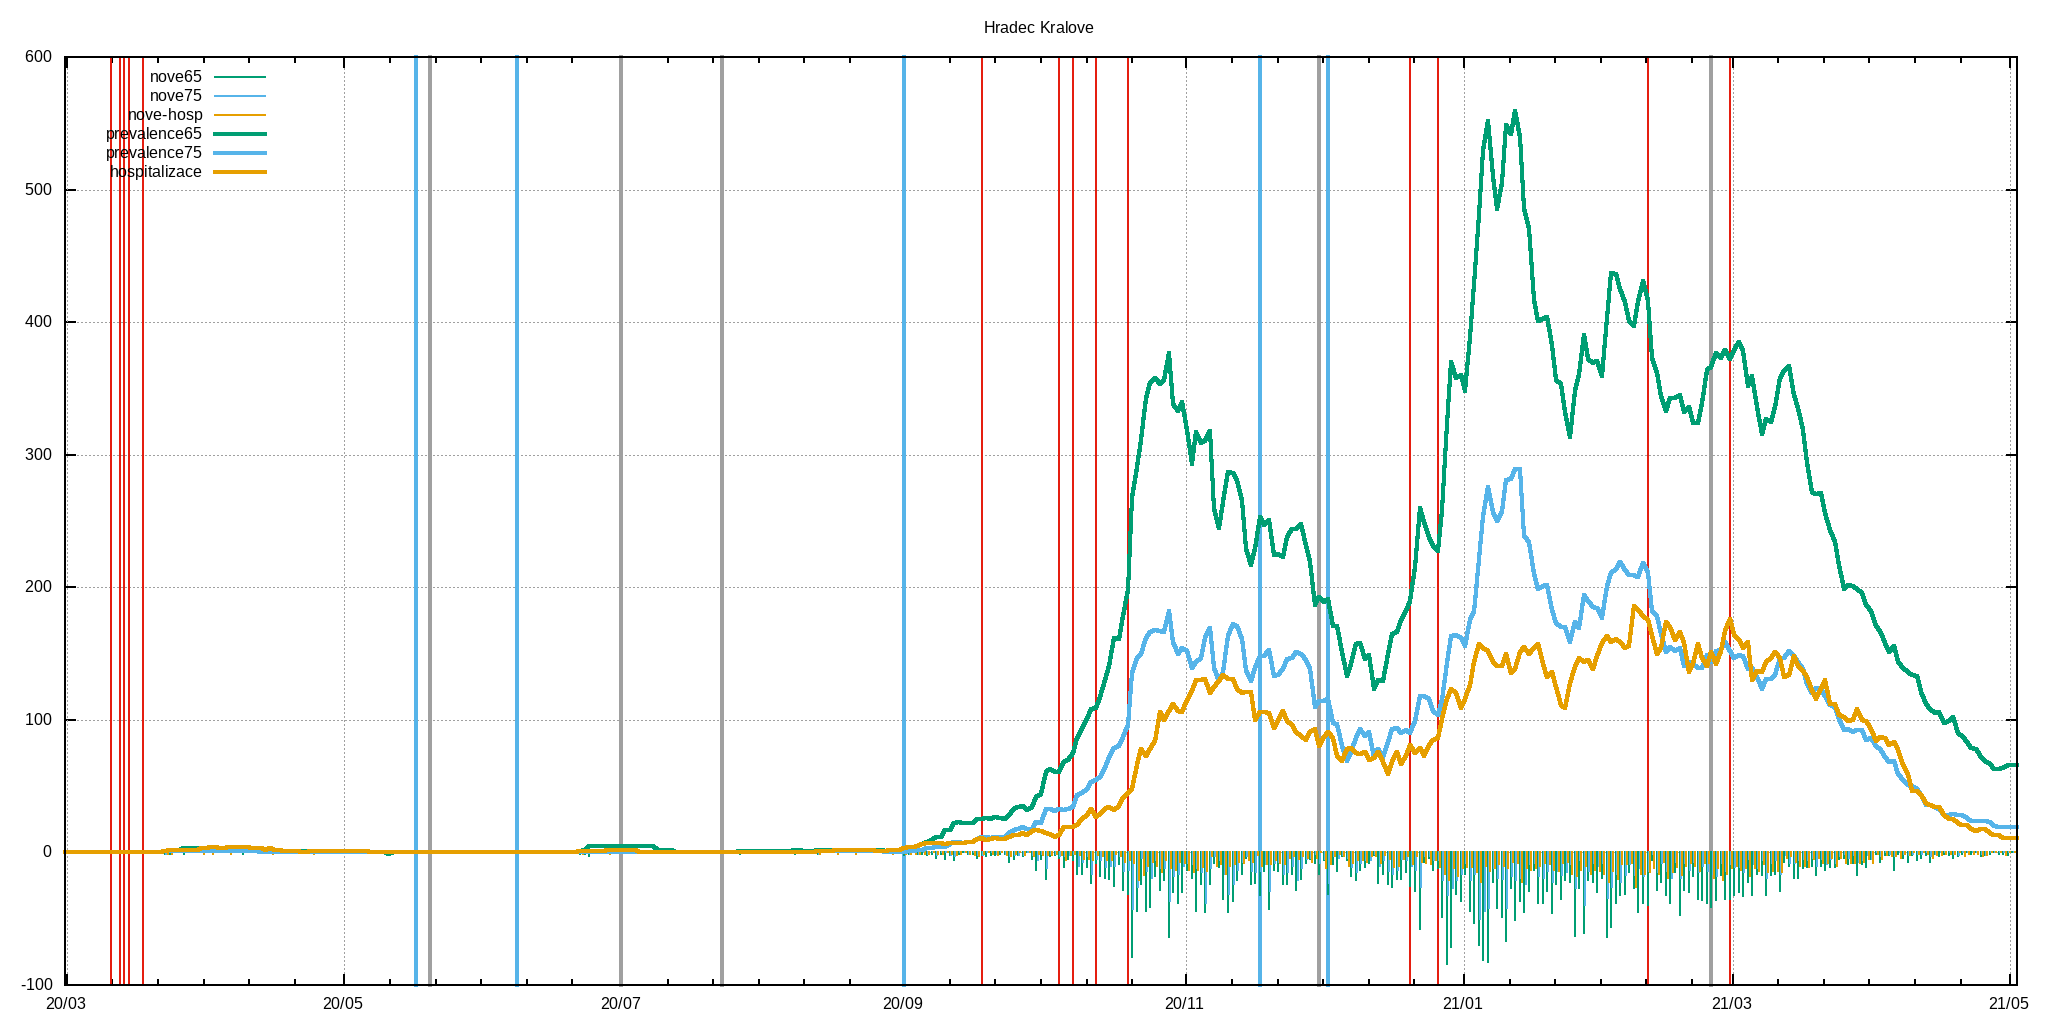 Hradec Kralove
600
500
400
300
200
100
0
-100
nove65
nove75
nove-hosp
prevalence65
prevalence75
hospitalizace
20/03 20/05 20/07 20/09 20/11 21/01 21/03 21/05